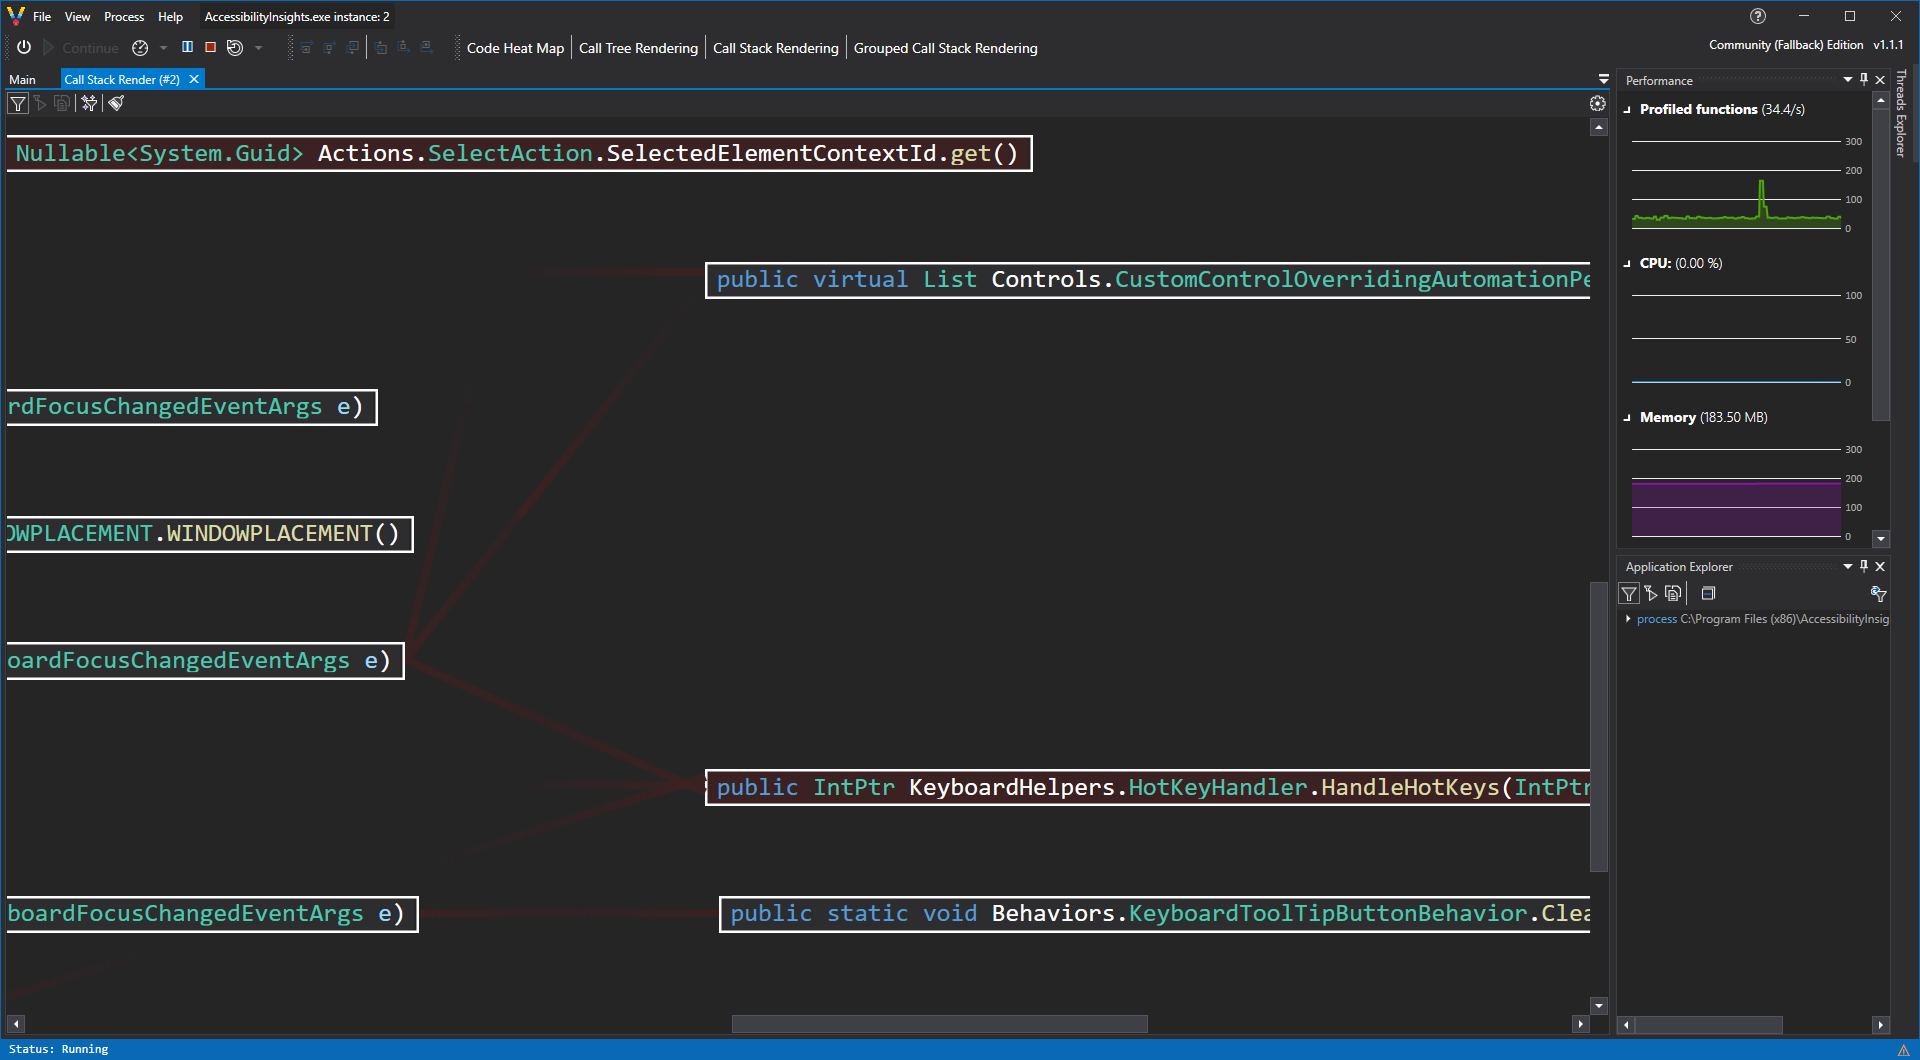 File View Process Help AccessibilityInsights.exe instance: 2
Continue Code Heat Map Call Tree Rendering Call Stack Rendering Grouped Call Stack Rendering
Community (Fallback) Edition v1.1.1
Main Call Stack Render (#2)
Nullable<System.Guid> Actions.SelectAction.SelectedElementContextId.get()
public virtual List Controls.CustomControlOverridingAutomationPe
rdFocusChangedEventArgs e)
OWPLACEMENT.WINDOWPLACEMENT()
oardFocusChangedEventArgs e)
public IntPtr KeyboardHelpers.HotKeyHandler.HandleHotKeys(IntPtr
boardFocusChangedEventArgs e)
public static void Behaviors.KeyboardToolTipButtonBehavior.Clea
Performance
Profiled functions (34.4/s)
300
200
100
0
CPU: (0.00 %)
100
50
0
Memory (183.50 MB)
300
200
100
0
Application Explorer
process C:\Program Files (x86)\AccessibilityInsig
Threads Explorer
Status: Running